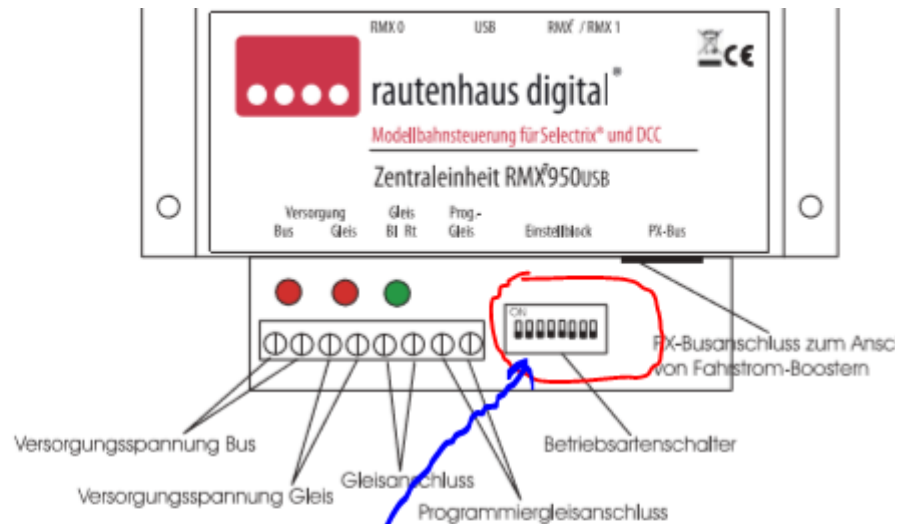 RMX 0 USB RMX⁷ / RMX 1
CE
rautenhaus digital®
Modellbahnsteuerung für Selectrix® und DCC
Zentraleinheit RMX⁷950USB
Versorgung Gleis Prog.-
Bus Gleis Bl Rt Gleis Einstellblock PX-Bus
ON
PX-Busanschluss zum Ansc
von Fahrstrom-Boostern
Versorgungsspannung Bus
Betriebsartenschalter
Gleisanschluss
Versorgungsspannung Gleis
Programmiergleisanschluss